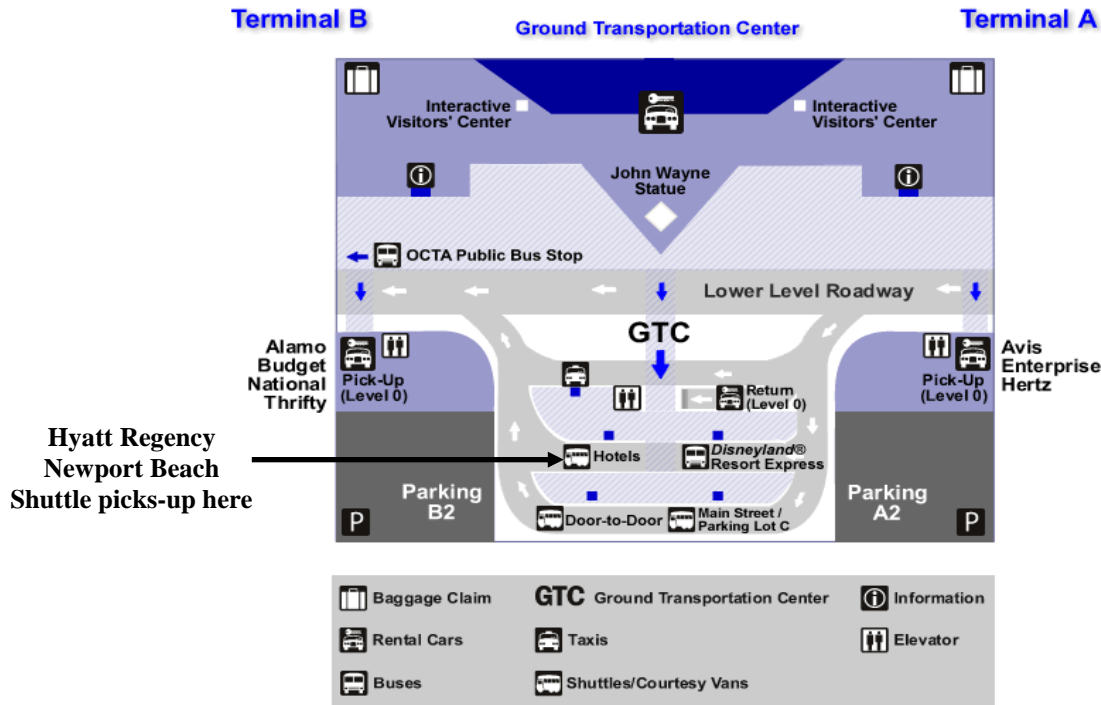 Terminal B
Ground Transportation Center
Terminal A
Interactive
Visitors' Center
Interactive
Visitors' Center
John Wayne
Statue
OCTA Public Bus Stop
Lower Level Roadway
GTC
Alamo
Budget
National
Thrifty
Pick-Up
(Level 0)
Return
(Level 0)
Pick-Up
(Level 0)
Avis
Enterprise
Hertz
Hyatt Regency
Newport Beach
Shuttle picks-up here
Hotels
Disneyland®
Resort Express
Parking
B2
Parking
A2
P
Door-to-Door
Main Street /
Parking Lot C
P
Baggage Claim
GTC Ground Transportation Center
Information
Rental Cars
Taxis
Elevator
Buses
Shuttles/Courtesy Vans